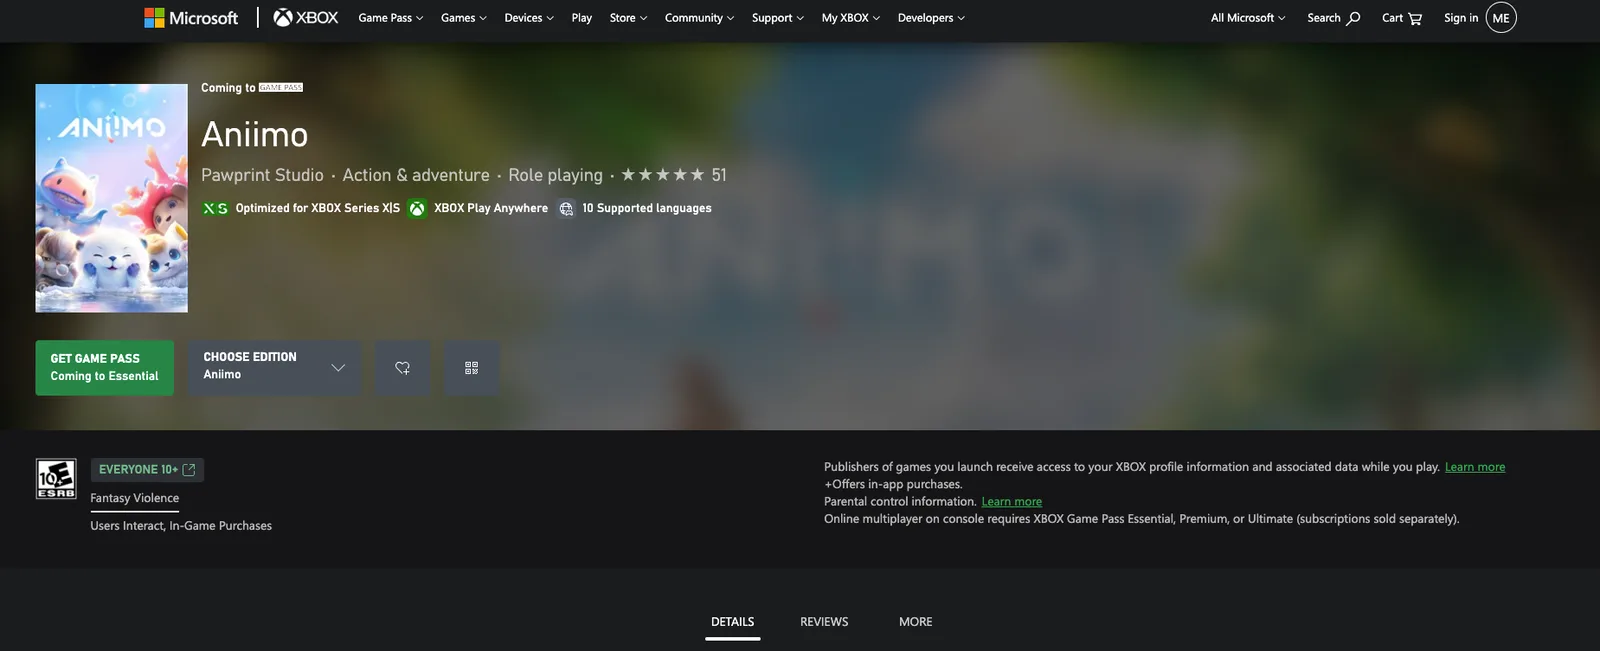 Microsoft XBOX Game Pass Games Devices Play Store Community Support My XBOX Developers All Microsoft Search Cart Sign in ME
Coming to GAME PASS
ANiiMO
Aniimo
Pawprint Studio · Action & adventure · Role playing · ★★★★★ 51
XS Optimized for XBOX Series X|S XBOX Play Anywhere 10 Supported languages
GET GAME PASS
Coming to Essential
CHOOSE EDITION
Aniimo
10+ E
ESRB
EVERYONE 10+
Fantasy Violence
Users Interact, In-Game Purchases
Publishers of games you launch receive access to your XBOX profile information and associated data while you play. Learn more
+Offers in-app purchases.
Parental control information. Learn more
Online multiplayer on console requires XBOX Game Pass Essential, Premium, or Ultimate (subscriptions sold separately).
DETAILS REVIEWS MORE